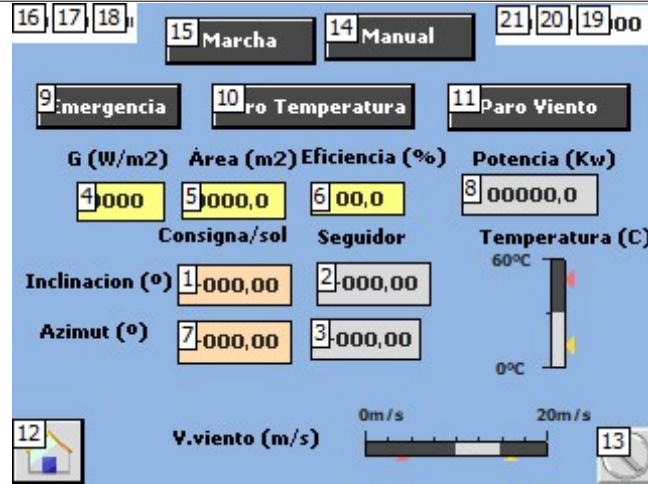 16 17 18 15 Marcha 14 Manual 21 20 19 00
9 mergencia 10 ro Temperatura 11 Paro Viento
G (W/m2) Área (m2) Eficiencia (%) Potencia (Kw)
4 0000 5 0000,0 6 00,0 8 00000,0
Consigna/sol Seguidor Temperatura (C)
60ºC
Inclinacion (º) 1 -000,00 2 -000,00
Azimut (º) 7 -000,00 3 -000,00
0ºC
0m/s 20m/s
12 V.viento (m/s) 13